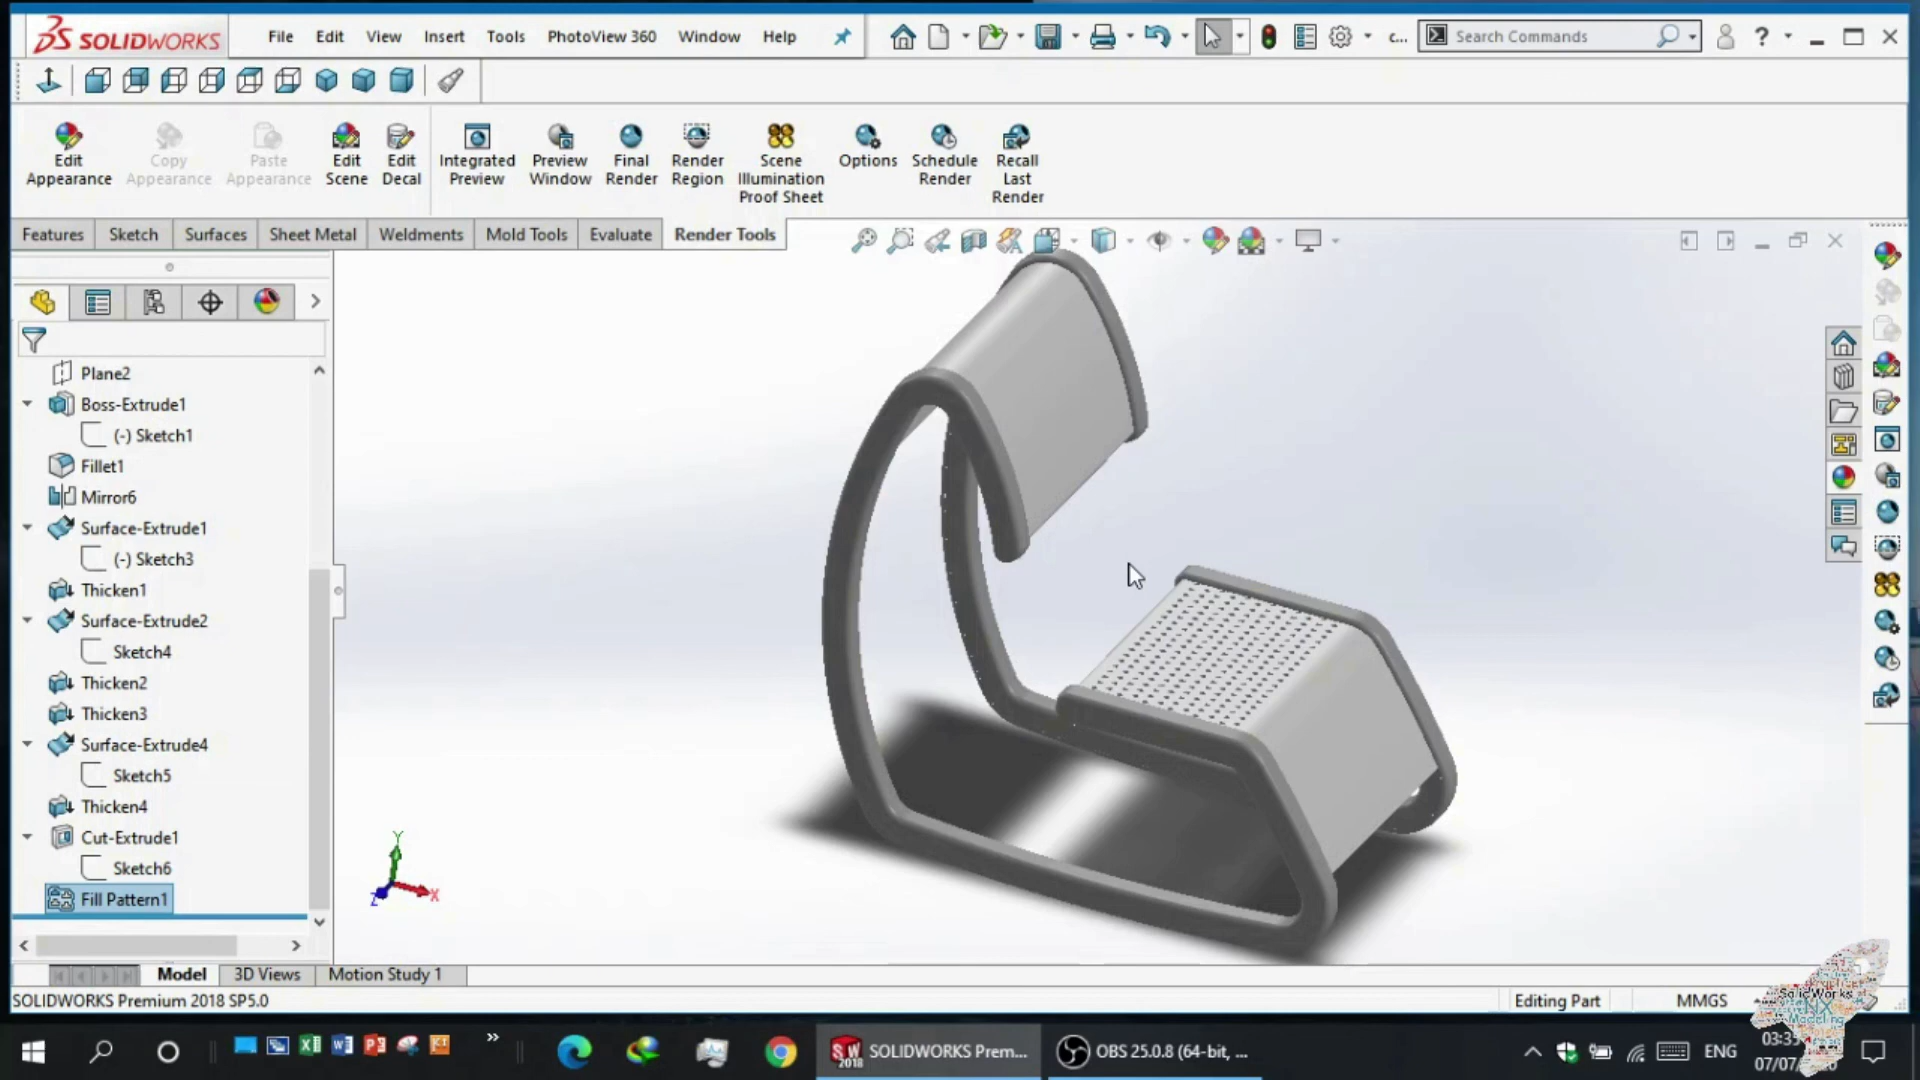 SOLIDWORKS File Edit View Insert Tools PhotoView 360 Window Help c... Search Commands ?
Edit Appearance
Copy Appearance
Paste Appearance
Edit Scene
Edit Decal
Integrated Preview
Preview Window
Final Render
Render Region
Scene Illumination Proof Sheet
Options
Schedule Render
Recall Last Render
Features Sketch Surfaces Sheet Metal Weldments Mold Tools Evaluate Render Tools
Plane2
Boss-Extrude1
(-) Sketch1
Fillet1
Mirror6
Surface-Extrude1
(-) Sketch3
Thicken1
Surface-Extrude2
Sketch4
Thicken2
Thicken3
Surface-Extrude4
Sketch5
Thicken4
Cut-Extrude1
Sketch6
Fill Pattern1
Y
Z X
Model 3D Views Motion Study 1
SOLIDWORKS Premium 2018 SP5.0 Editing Part MMGS
SolidWorks
NX
Modeling
SOLIDWORKS Prem... OBS 25.0.8 (64-bit, ... ENG